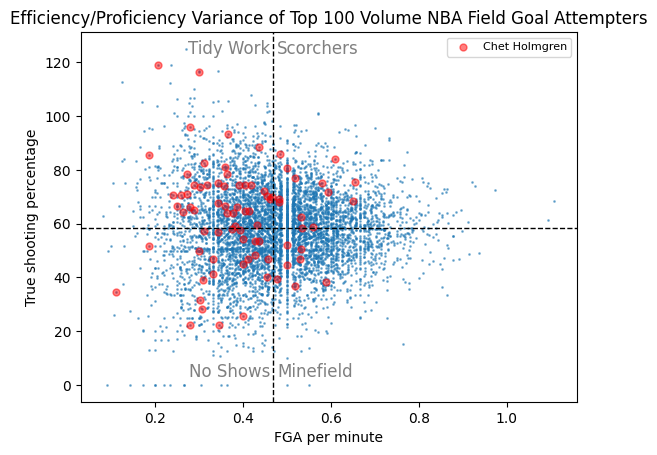 Efficiency/Proficiency Variance of Top 100 Volume NBA Field Goal Attempters
Tidy Work
Scorchers
Chet Holmgren
True shooting percentage
120
100
80
60
40
20
0
No Shows
Minefield
0.2
0.4
0.6
0.8
1.0
FGA per minute